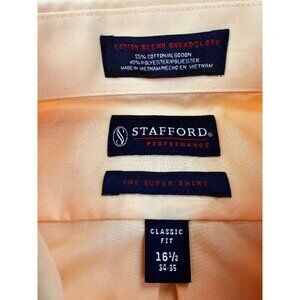 COTTON BLEND BROADCLOTH
55% COTTON/ALGODON
45% POLYESTER/POLIESTER
MADE IN VIETNAM/HECHO EN VIETNAM
S STAFFORD®
PERFORMANCE
THE SUPER SHIRT
CLASSIC
FIT
16½
34-35